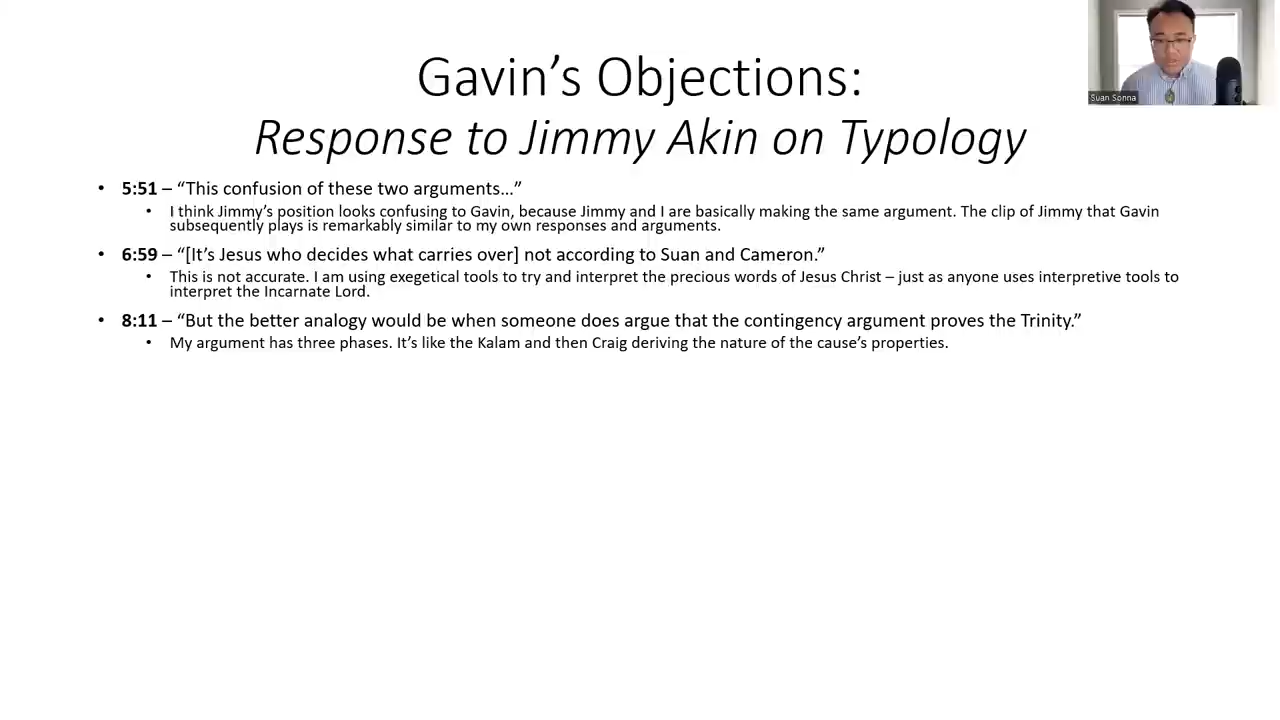 Gavin’s Objections:
Response to Jimmy Akin on Typology
Suan Sonna
• 5:51 – “This confusion of these two arguments…”
• I think Jimmy’s position looks confusing to Gavin, because Jimmy and I are basically making the same argument. The clip of Jimmy that Gavin
subsequently plays is remarkably similar to my own responses and arguments.
• 6:59 – “[It’s Jesus who decides what carries over] not according to Suan and Cameron.”
• This is not accurate. I am using exegetical tools to try and interpret the precious words of Jesus Christ – just as anyone uses interpretive tools to
interpret the Incarnate Lord.
• 8:11 – “But the better analogy would be when someone does argue that the contingency argument proves the Trinity.”
• My argument has three phases. It’s like the Kalam and then Craig deriving the nature of the cause’s properties.